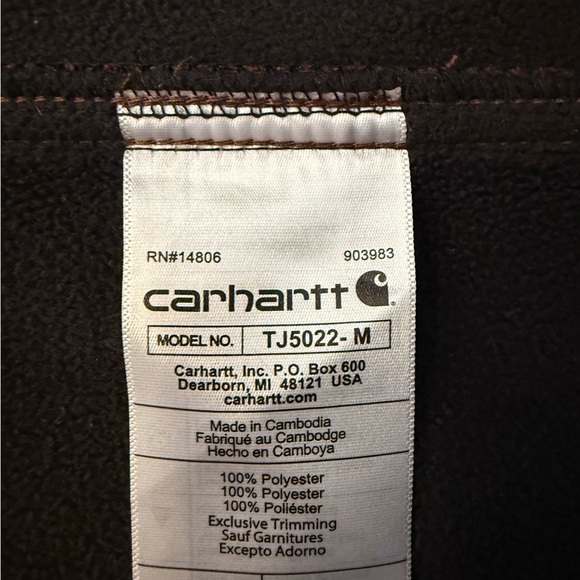 RN#14806 903983
carhartt
MODEL NO. TJ5022- M
Carhartt, Inc. P.O. Box 600
Dearborn, MI 48121 USA
carhartt.com
Made in Cambodia
Fabriqué au Cambodge
Hecho en Camboya
100% Polyester
100% Polyester
100% Poliéster
Exclusive Trimming
Sauf Garnitures
Excepto Adorno